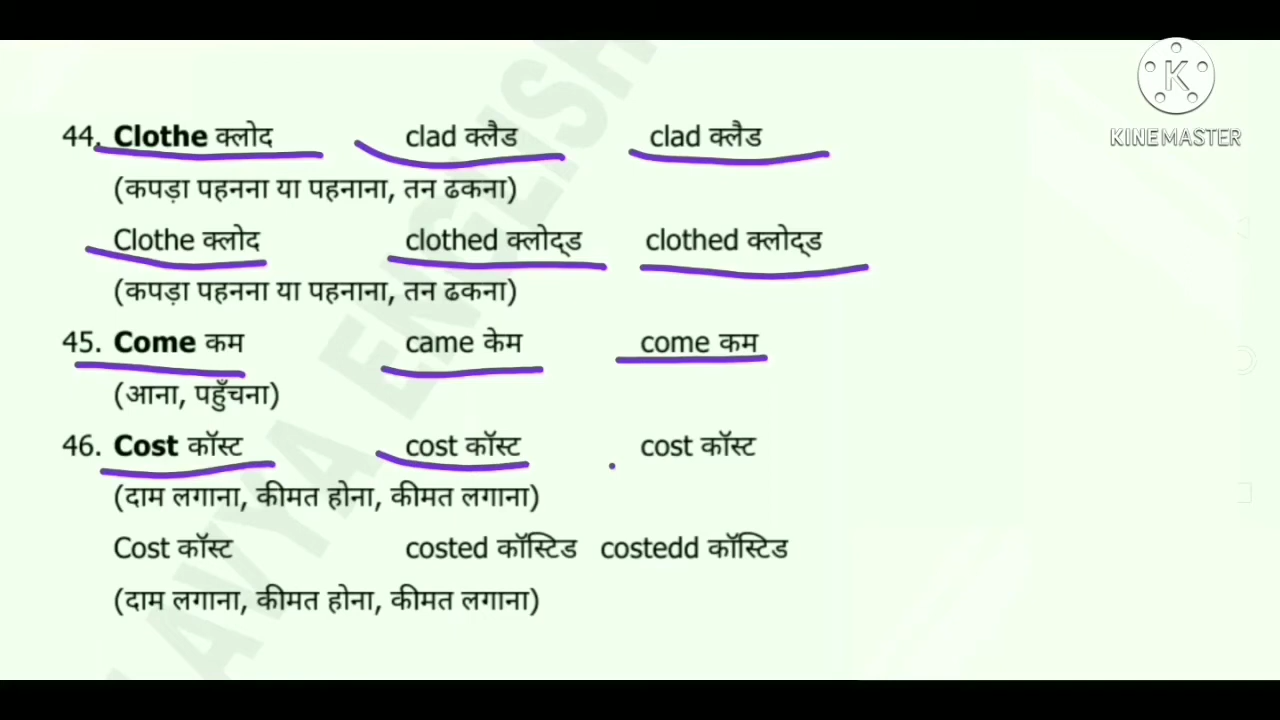 KINEMASTER
44. Clothe क्लोद clad क्लैड clad क्लैड
(कपड़ा पहनना या पहनाना, तन ढकना)
Clothe क्लोद clothed क्लोद्ड clothed क्लोद्ड
(कपड़ा पहनना या पहनाना, तन ढकना)
45. Come कम came केम come कम
(आना, पहुँचना)
46. Cost कॉस्ट cost कॉस्ट cost कॉस्ट
(दाम लगाना, कीमत होना, कीमत लगाना)
Cost कॉस्ट costed कॉस्टिड costedd कॉस्टिड
(दाम लगाना, कीमत होना, कीमत लगाना)
AVYA ENGLISH